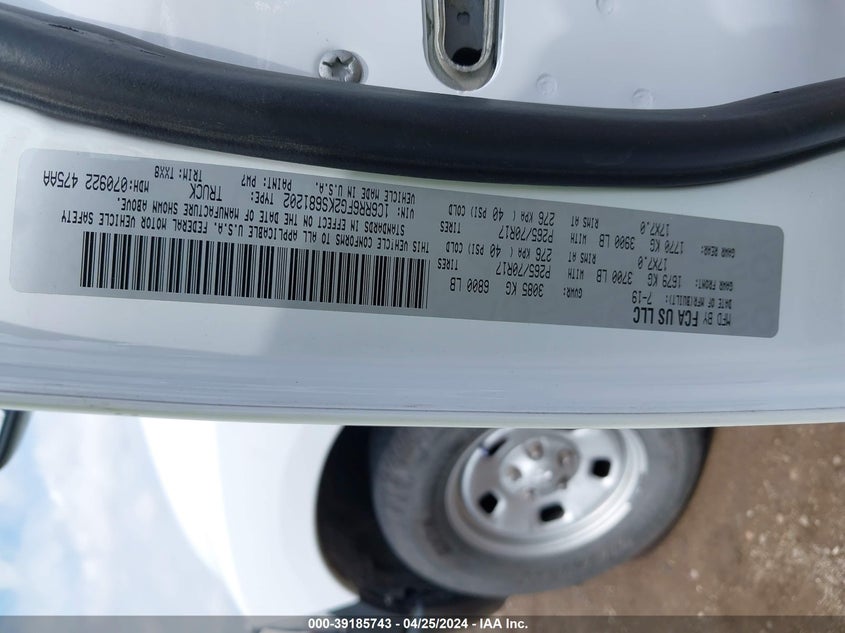 MFD BY FCA US LLC
DATE OF MFR(BUILT): 7-19 GVWR: 3085 KG 6800 LB
GAWR FRONT: 1679 KG 3700 LB WITH TIRES
17X7.0 RIMS AT P265/70R17 276 KPA ( 40 PSI) COLD
GAWR REAR: 1770 KG 3900 LB WITH TIRES
17X7.0 RIMS AT P265/70R17 276 KPA ( 40 PSI) COLD
THIS VEHICLE CONFORMS TO ALL APPLICABLE U.S.A. FEDERAL MOTOR VEHICLE SAFETY
STANDARDS IN EFFECT ON THE DATE OF MANUFACTURE SHOWN ABOVE.
VIN: 1C6RR6FG2KS681202 TYPE: TRUCK MDH:070922 475AA
PAINT: PW7 TRIM: TXX8
VEHICLE MADE IN U.S.A.
000-39185743 - 04/25/2024 - IAA Inc.